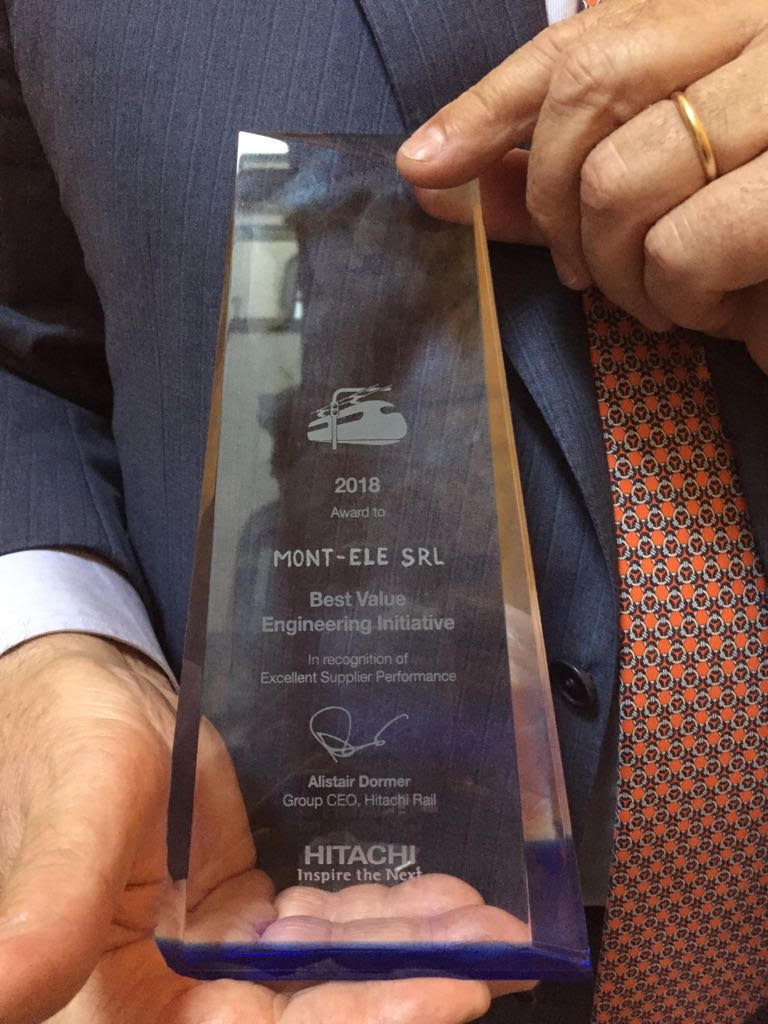 2018
Award to
MONT-ELE SRL
Best Value
Engineering Initiative
In recognition of
Excellent Supplier Performance
Alistair Dormer
Group CEO, Hitachi Rail
HITACHI
Inspire the Next